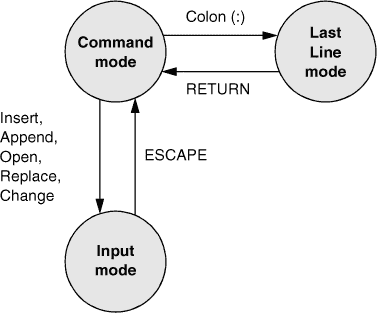 Colon (:)
Command
mode
Last
Line
mode
RETURN
Insert,
Append,
Open,
Replace,
Change
ESCAPE
Input
mode